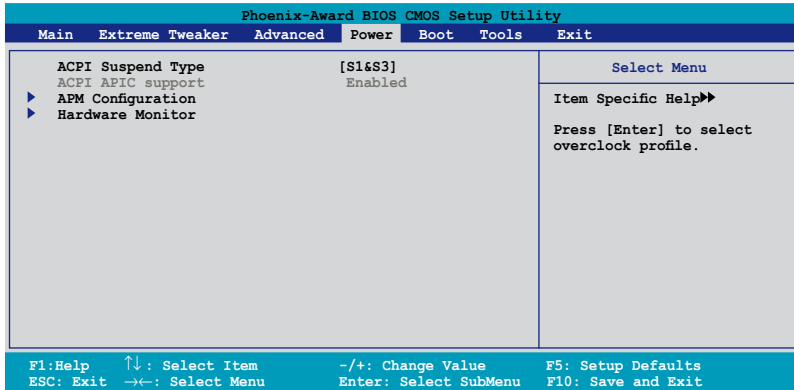 Phoenix-Award BIOS CMOS Setup Utility
Main Extreme Tweaker Advanced Power Boot Tools Exit
ACPI Suspend Type [S1&S3]
ACPI APIC support Enabled
APM Configuration
Hardware Monitor
Select Menu
Item Specific Help
Press [Enter] to select
overclock profile.
F1:Help ↑↓: Select Item -/+: Change Value F5: Setup Defaults
ESC: Exit →←: Select Menu Enter: Select SubMenu F10: Save and Exit